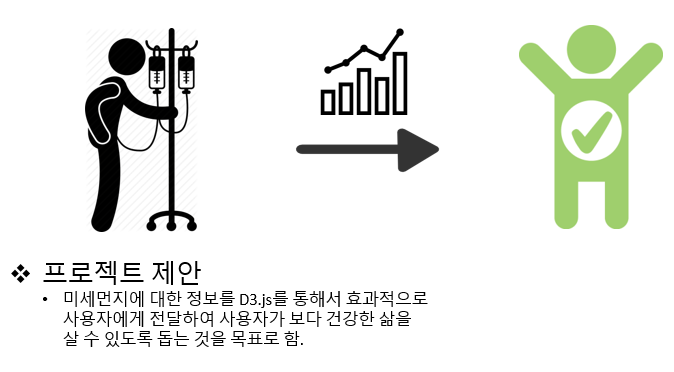 ❖ 프로젝트 제안
• 미세먼지에 대한 정보를 D3.js를 통해서 효과적으로
사용자에게 전달하여 사용자가 보다 건강한 삶을
살 수 있도록 돕는 것을 목표로 함.